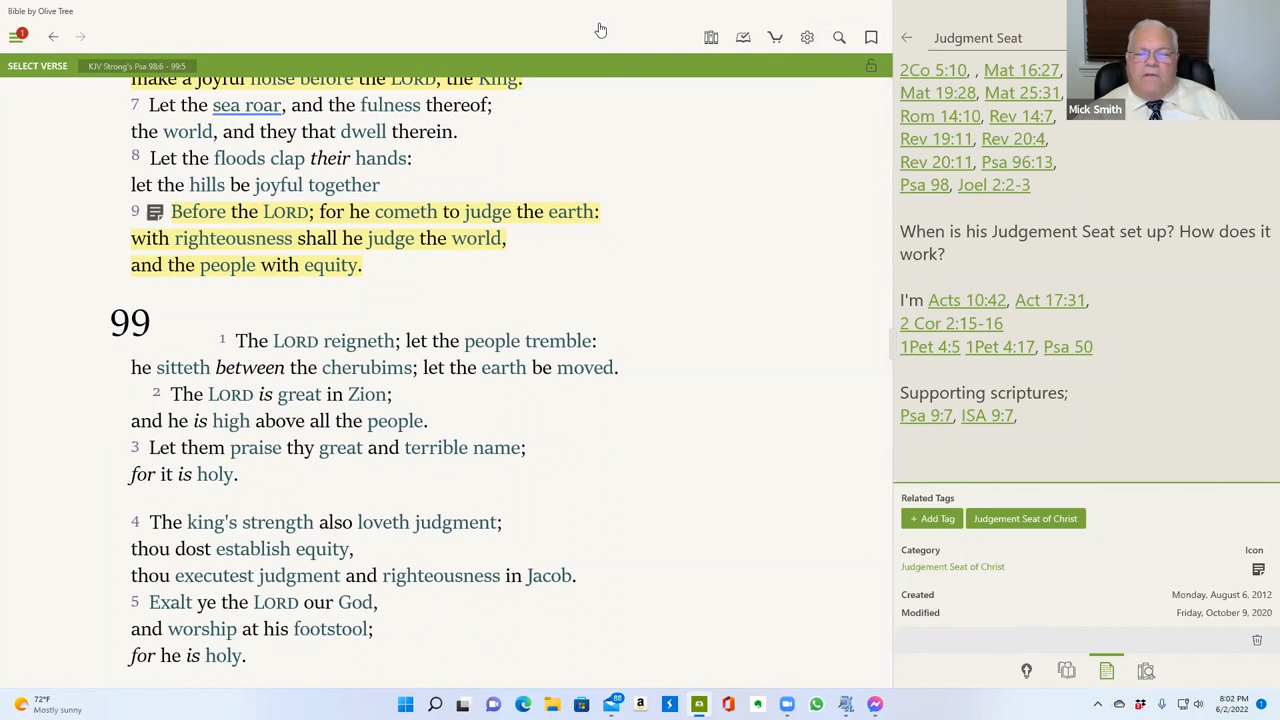 Bible by Olive Tree
1
SELECT VERSE KJV Strong's Psa 98:6 - 99:5
make a joyful noise before the LORD, the King.
7 Let the sea roar, and the fulness thereof;
the world, and they that dwell therein.
8 Let the floods clap their hands:
let the hills be joyful together
9 Before the LORD; for he cometh to judge the earth:
with righteousness shall he judge the world,
and the people with equity.
99
1 The LORD reigneth; let the people tremble:
he sitteth between the cherubims; let the earth be moved.
2 The LORD is great in Zion;
and he is high above all the people.
3 Let them praise thy great and terrible name;
for it is holy.
4 The king's strength also loveth judgment;
thou dost establish equity,
thou executest judgment and righteousness in Jacob.
5 Exalt ye the LORD our God,
and worship at his footstool;
for he is holy.
Judgment Seat
Mick Smith
2Co 5:10, , Mat 16:27,
Mat 19:28, Mat 25:31,
Rom 14:10, Rev 14:7,
Rev 19:11, Rev 20:4,
Rev 20:11, Psa 96:13,
Psa 98, Joel 2:2-3
When is his Judgement Seat set up? How does it
work?
I'm Acts 10:42, Act 17:31,
2 Cor 2:15-16
1Pet 4:5 1Pet 4:17, Psa 50
Supporting scriptures;
Psa 9:7, ISA 9:7,
Related Tags
+ Add Tag Judgement Seat of Christ
Category Icon
Judgement Seat of Christ
Created Monday, August 6, 2012
Modified Friday, October 9, 2020
72°F
Mostly sunny
88
8:02 PM
6/2/2022
1